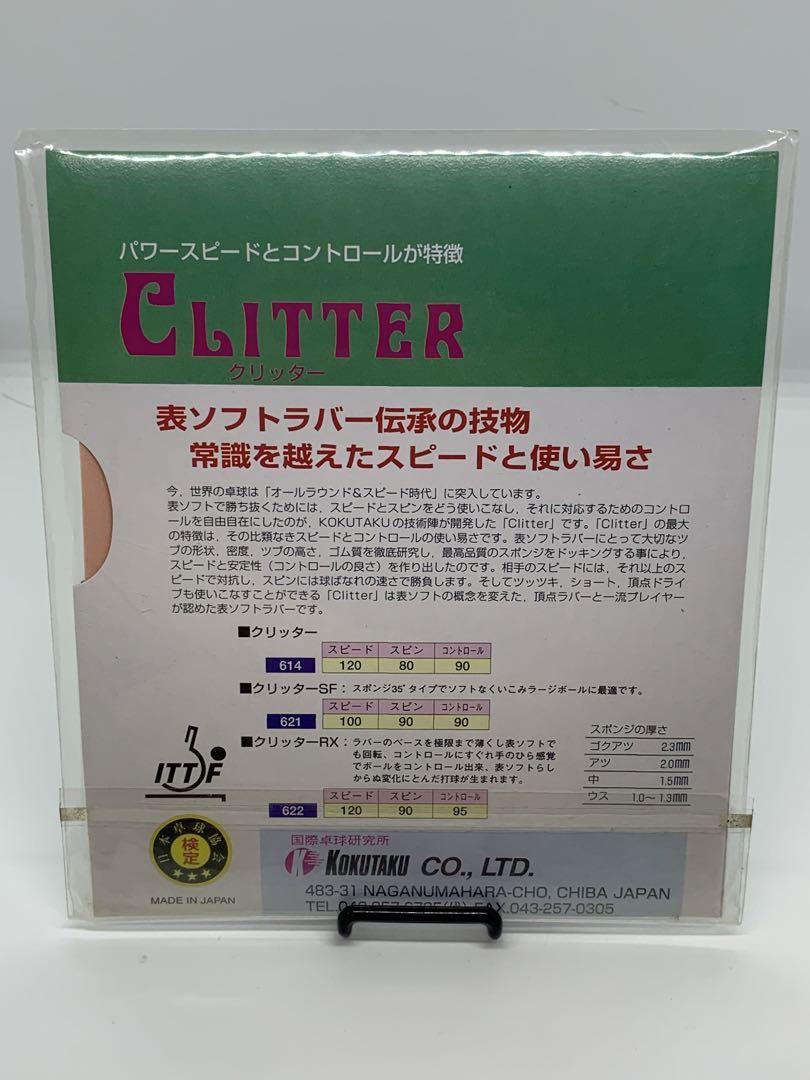 パワースピードとコントロールが特徴
CLITTER
クリッター
表ソフトラバー伝承の技物
常識を越えたスピードと使い易さ
今，世界の卓球は「オールラウンド&スピード時代」に突入しています。
表ソフトで勝ち抜くためには，スピードとスピンをどう使いこなし，それに対応するためのコントロ
ールを自由自在にしたのが，KOKUTAKUの技術陣が開発した「Clitter」です。「Clitter」の最大
の特徴は，その比類なきスピードとコントロールの使い易さです。表ソフトラバーにとって大切なツ
ブの形状，密度，ツブの高さ，ゴム質を徹底研究し，最高品質のスポンジをドッキングする事により，
スピードと安定性（コントロールの良さ）を作り出したのです。相手のスピードには，それ以上のス
ピードで対抗し，スピンには球ばなれの速さで勝負します。そしてツッツキ，ショート，頂点ドライ
ブも使いこなすことができる「Clitter」は表ソフトの概念を変えた，頂点ラバーと一流プレイヤー
が認めた表ソフトラバーです。
■クリッター
スピード スピン コントロール
614 120 80 90
■クリッターSF：スポンジ35°タイプでソフトなくいこみラージボールに最適です。
スピード スピン コントロール
621 100 90 90
■クリッターRX：ラバーのベースを極限まで薄くし表ソフトで
も回転、コントロールにすぐれ手のひら感覚
でボールをコントロール出来、表ソフトらし
からぬ変化にとんだ打球が生まれます。
スピード スピン コントロール
622 120 90 95
スポンジの厚さ
ゴクアツ 2.3mm
アツ 2.0mm
中 1.5mm
ウス 1.0～1.3mm
ITTF
日本卓球協会
検定
MADE IN JAPAN
国際卓球研究所
KOKUTAKU CO., LTD.
483-31 NAGANUMAHARA-CHO, CHIBA JAPAN
TEL. FAX.043-257-0305